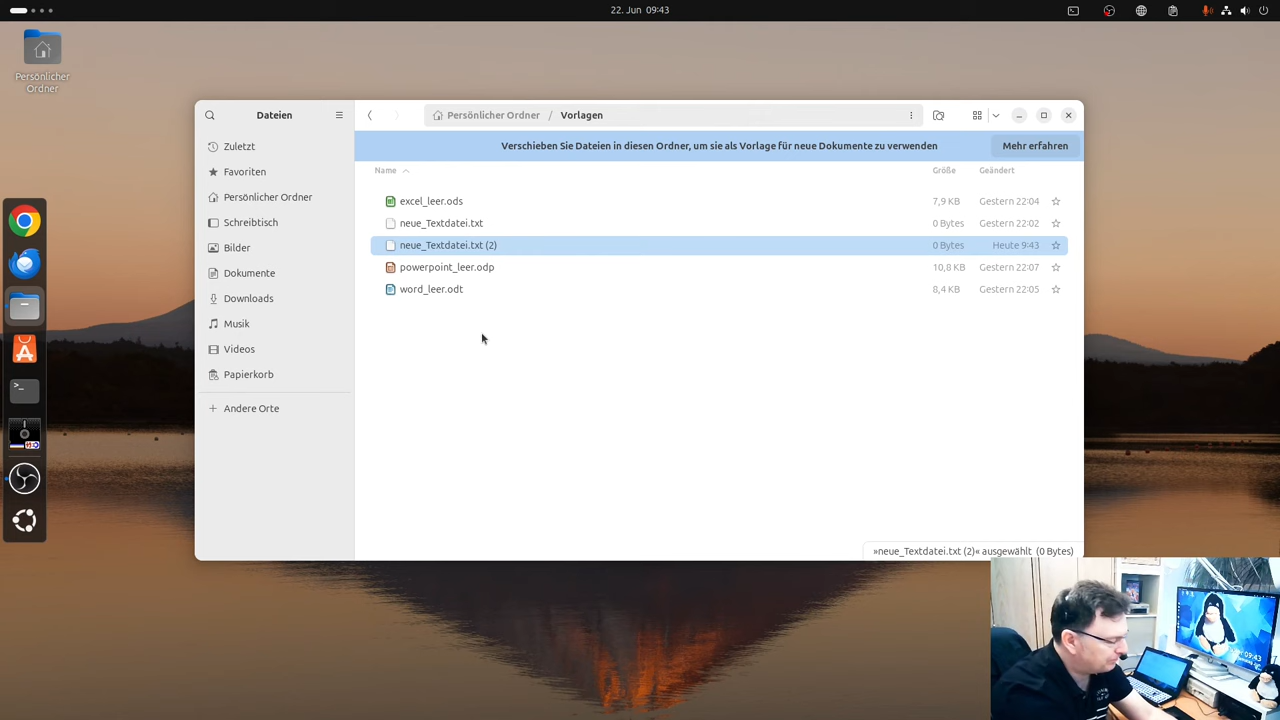 22. Jun 09:43
Persönlicher
Ordner
Dateien
Persönlicher Ordner / Vorlagen
Zuletzt
Favoriten
Persönlicher Ordner
Schreibtisch
Bilder
Dokumente
Downloads
Musik
Videos
Papierkorb
+ Andere Orte
Verschieben Sie Dateien in diesen Ordner, um sie als Vorlage für neue Dokumente zu verwenden
Mehr erfahren
Name Größe Geändert
excel_leer.ods 7,9 KB Gestern 22:04
neue_Textdatei.txt 0 Bytes Gestern 22:02
neue_Textdatei.txt (2) 0 Bytes Heute 9:43
powerpoint_leer.odp 10,8 KB Gestern 22:07
word_leer.odt 8,4 KB Gestern 22:05
»neue_Textdatei.txt (2)« ausgewählt (0 Bytes)
09:43